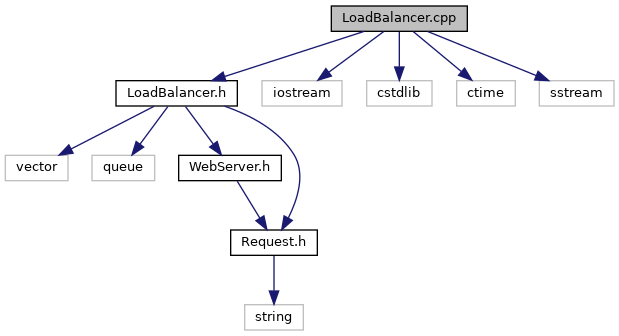 LoadBalancer.cpp
LoadBalancer.h
iostream
cstdlib
ctime
sstream
vector
queue
WebServer.h
Request.h
string